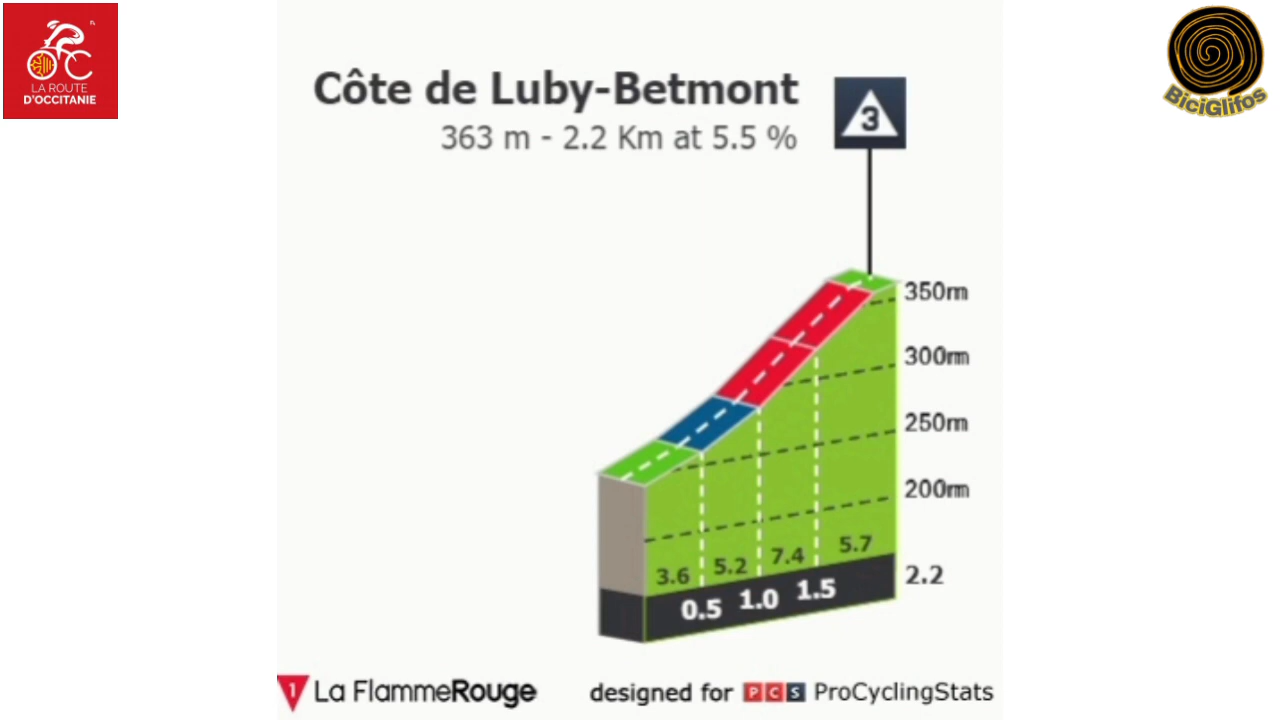 LA ROUTE
D'OCCITANIE
BiciGlifos
Côte de Luby-Betmont
363 m - 2.2 Km at 5.5 %
3
350m
300m
250m
200m
3.6 5.2 7.4 5.7
0.5 1.0 1.5 2.2
1 La FlammeRouge
designed for PCS ProCyclingStats